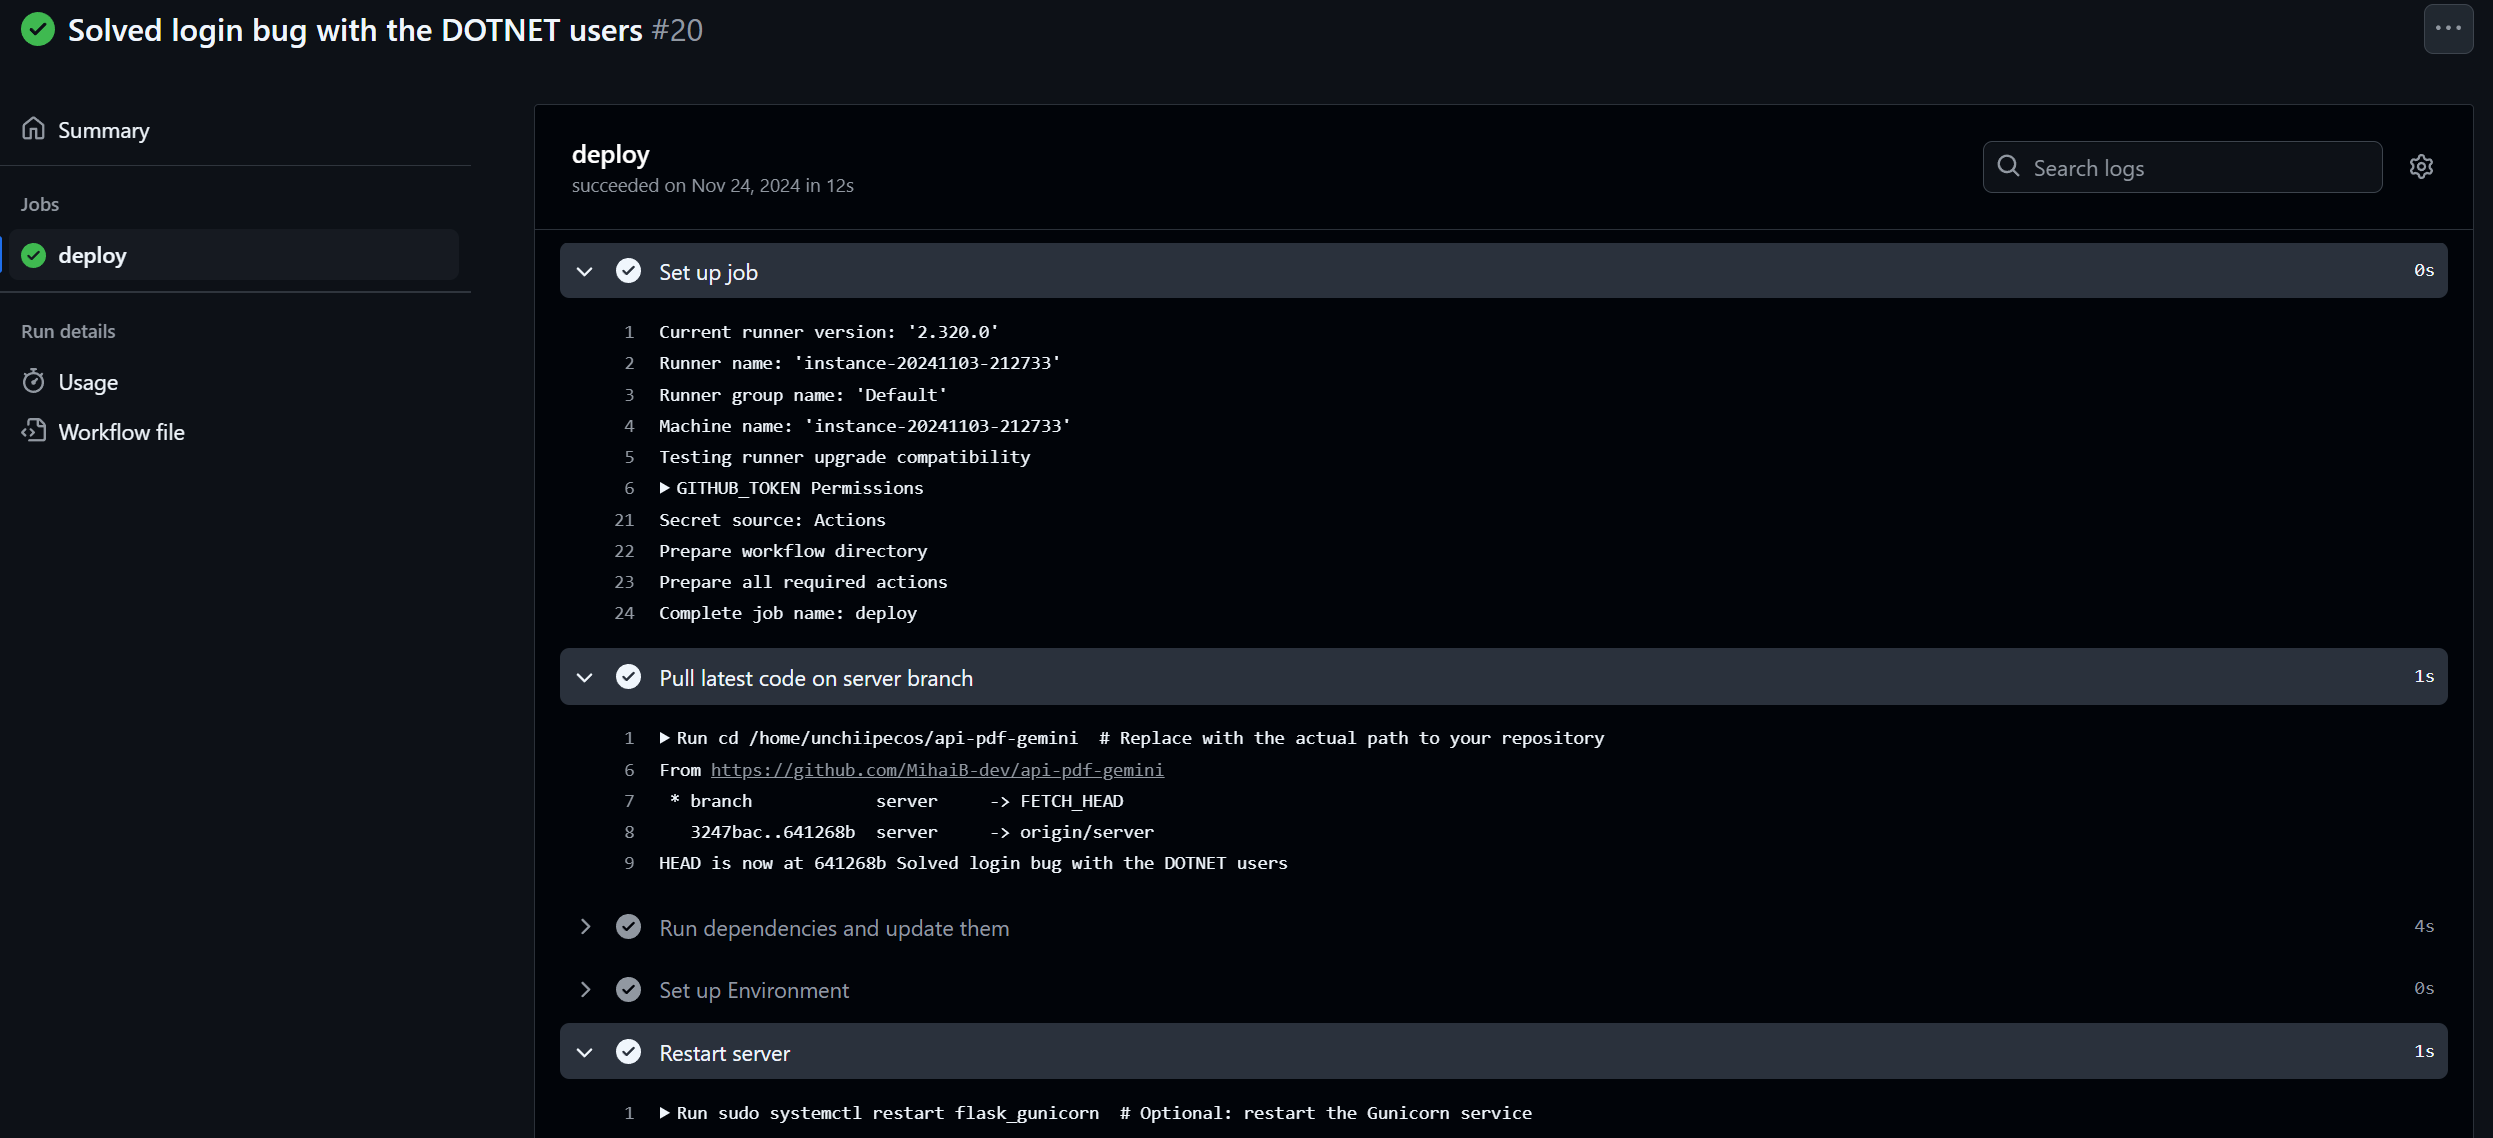 Solved login bug with the DOTNET users #20
Summary
Jobs
deploy
Run details
Usage
Workflow file
deploy
succeeded on Nov 24, 2024 in 12s
Search logs
Set up job 0s
1 Current runner version: '2.320.0'
2 Runner name: 'instance-20241103-212733'
3 Runner group name: 'Default'
4 Machine name: 'instance-20241103-212733'
5 Testing runner upgrade compatibility
6 GITHUB_TOKEN Permissions
21 Secret source: Actions
22 Prepare workflow directory
23 Prepare all required actions
24 Complete job name: deploy
Pull latest code on server branch 1s
1 Run cd /home/unchiipecos/api-pdf-gemini  # Replace with the actual path to your repository
6 From https://github.com/MihaiB-dev/api-pdf-gemini
7  * branch            server     -> FETCH_HEAD
8    3247bac..641268b  server     -> origin/server
9 HEAD is now at 641268b Solved login bug with the DOTNET users
Run dependencies and update them 4s
Set up Environment 0s
Restart server 1s
1 Run sudo systemctl restart flask_gunicorn  # Optional: restart the Gunicorn service